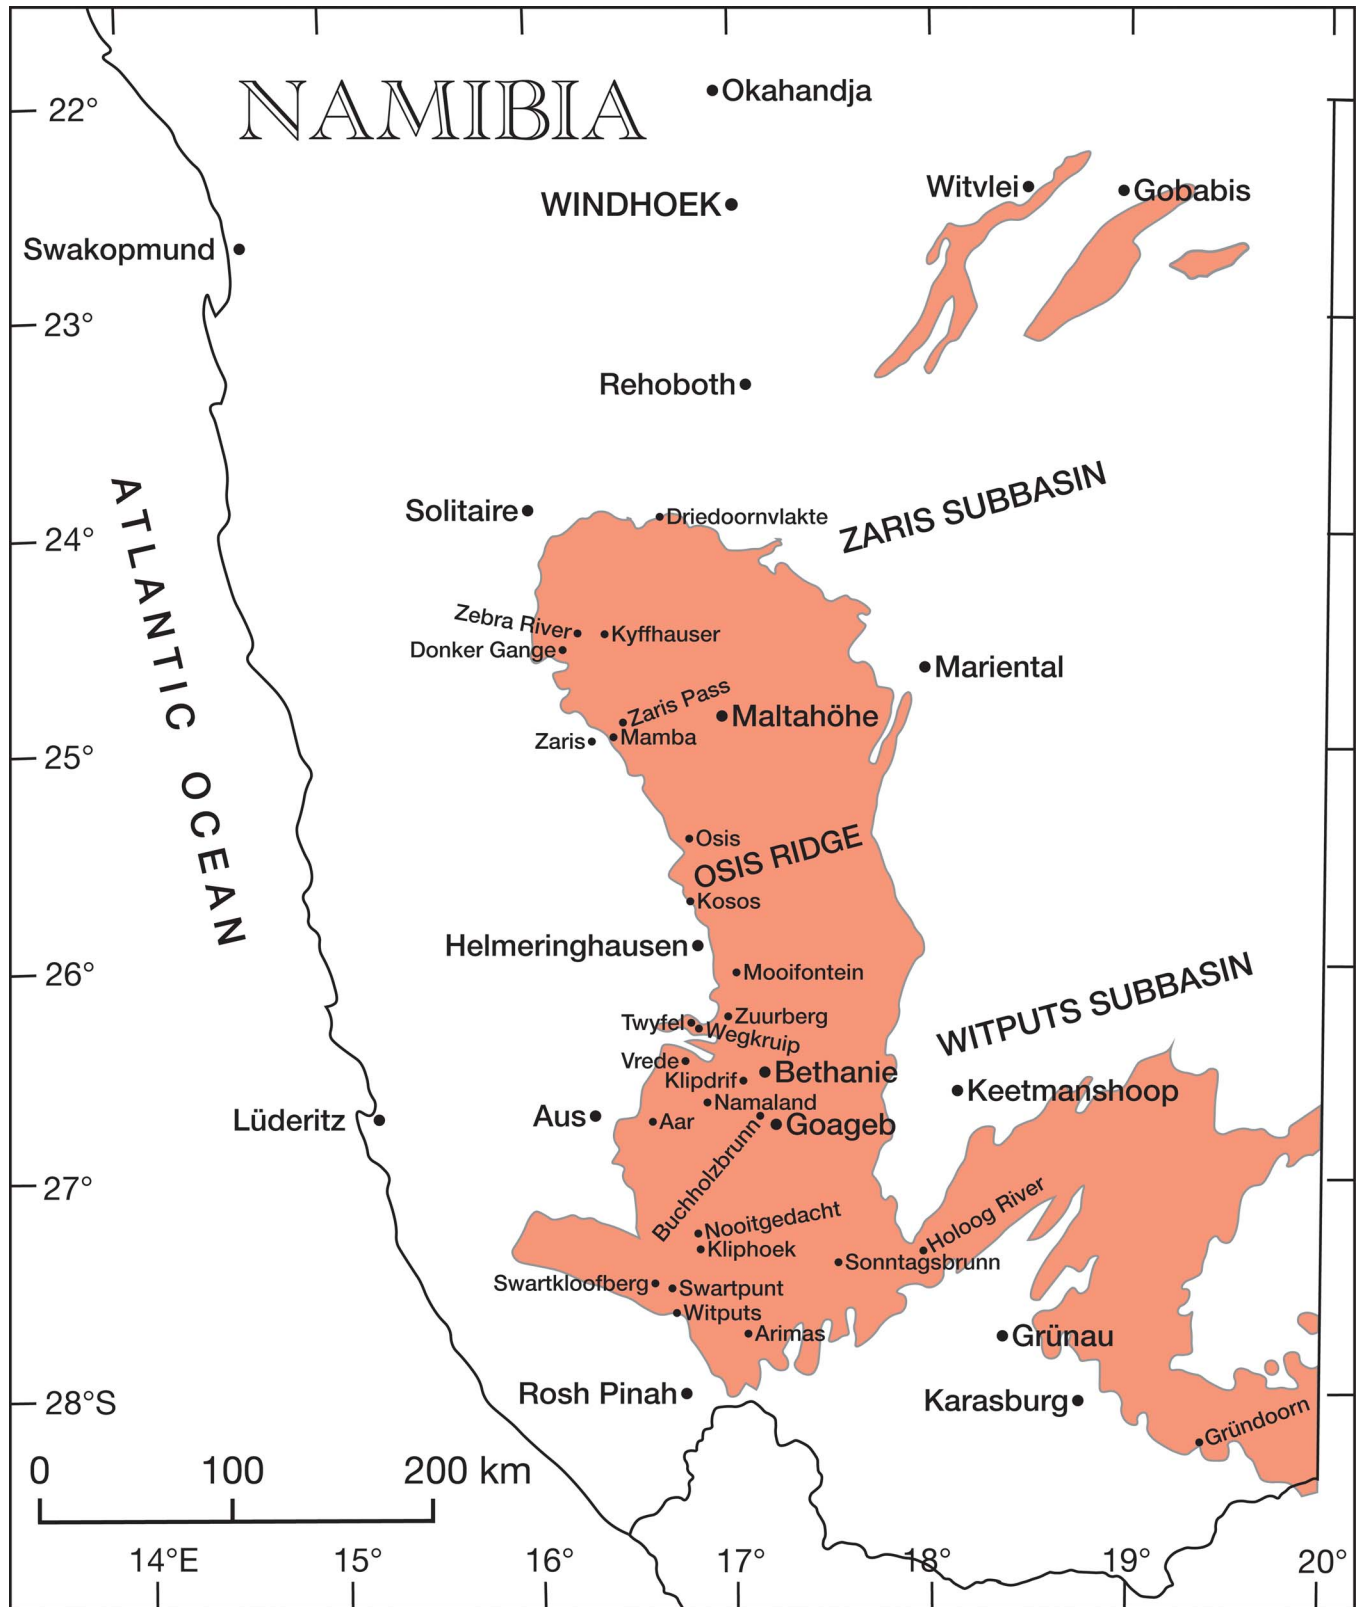 NAMIBIA
Okahandja
22°
Witvlei
Gobabis
WINDHOEK
Swakopmund
23°
Rehoboth
ZARIS SUBBASIN
Solitaire
Driedoornvlakte
24°
ATLANTIC OCEAN
Zebra River
Kyffhauser
Donker Gange
Mariental
Zaris Pass
Maltahöhe
Zaris
Mamba
25°
Osis
OSIS RIDGE
Kosos
Helmeringhausen
26°
Mooifontein
WITPUTS SUBBASIN
Twyfel
Zuurberg
Wegkruip
Vrede
Bethanie
Klipdrif
Keetmanshoop
Namaland
Aus
Aar
Goageb
Lüderitz
Buchholzbrunn
27°
Holoog River
Nooitgedacht
Kliphoek
Sonntagsbrunn
Swartkloofberg
Swartpunt
Witputs
Arimas
Grünau
Rosh Pinah
Karasburg
28°S
Gründoorn
0 100 200 km
14°E 15° 16° 17° 18° 19° 20°